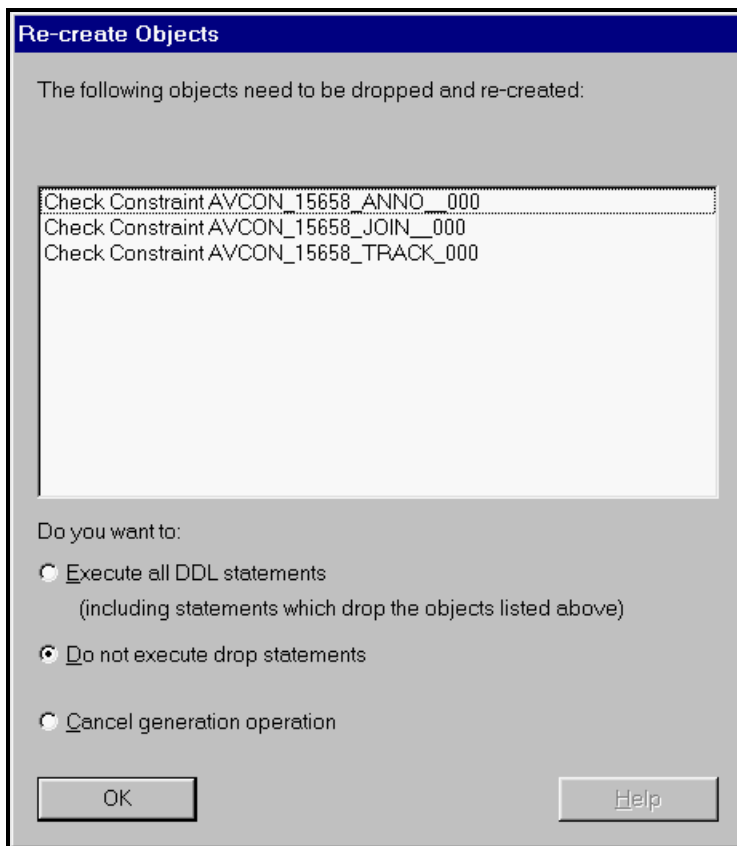 Re-create Objects
The following objects need to be dropped and re-created:
Check Constraint AVCON_15658_ANNO__000
Check Constraint AVCON_15658_JOIN__000
Check Constraint AVCON_15658_TRACK_000
Do you want to:
Execute all DDL statements
(including statements which drop the objects listed above)
Do not execute drop statements
Cancel generation operation
OK
Help